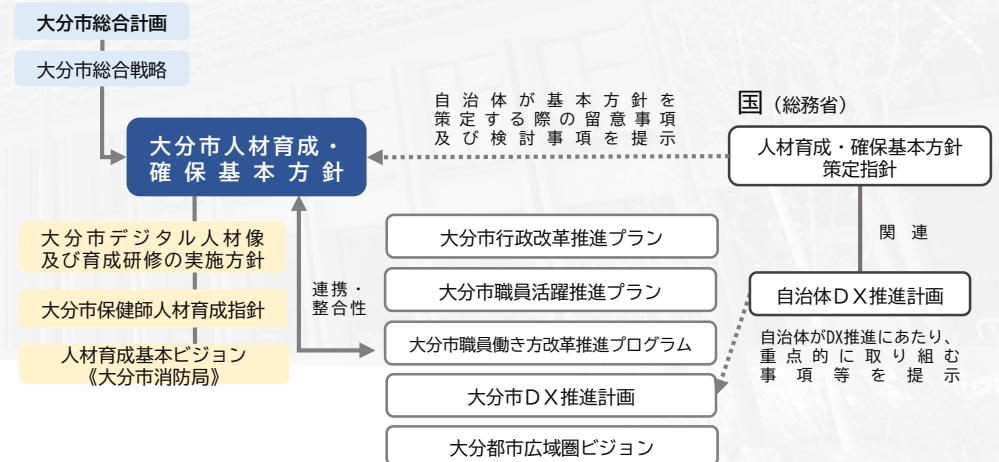 大分市総合計画
大分市総合戦略
自治体が基本方針を
策定する際の留意事項
及び検討事項を提示
国（総務省）
大分市人材育成・
確保基本方針
人材育成・確保基本方針
策定指針
大分市デジタル人材像
及び育成研修の実施方針
大分市保健師人材育成指針
人材育成基本ビジョン
《大分市消防局》
連携・
整合性
大分市行政改革推進プラン
大分市職員活躍推進プラン
大分市職員働き方改革推進プログラム
大分市ＤＸ推進計画
大分都市広域圏ビジョン
関連
自治体ＤＸ推進計画
自治体がDX推進にあたり、
重点的に取り組む
事項等を提示